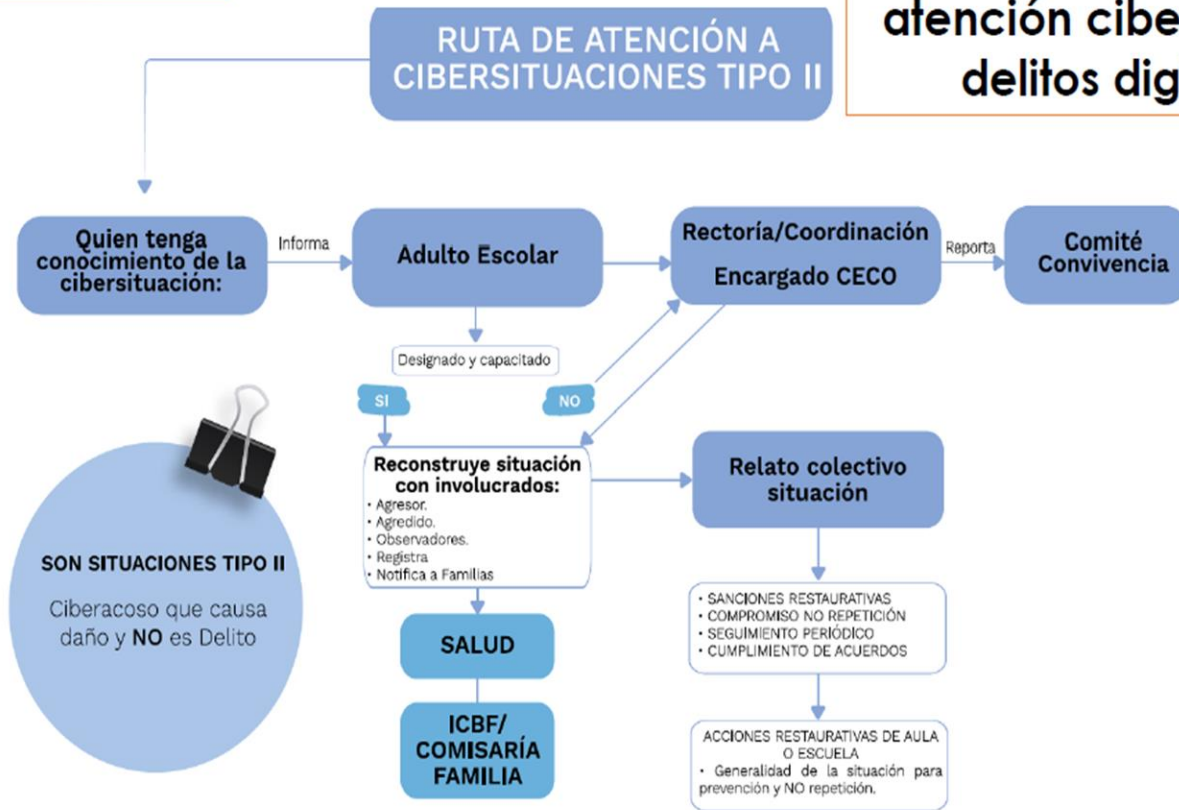 RUTA DE ATENCIÓN A
CIBERSITUACIONES TIPO II
atención cibe
delitos dig
Quien tenga
conocimiento de la
cibersituación:
Informa
Adulto Escolar
Rectoría/Coordinación
Encargado CECO
Reporta
Comité
Convivencia
Designado y capacitado
SI
NO
Reconstruye situación
con involucrados:
· Agresor.
· Agredido.
· Observadores.
· Registra
· Notifica a Familias
Relato colectivo
situación
SON SITUACIONES TIPO II
Ciberacoso que causa
daño y NO es Delito
SALUD
ICBF/
COMISARÍA
FAMILIA
· SANCIONES RESTAURATIVAS
· COMPROMISO NO REPETICIÓN
· SEGUIMIENTO PERIÓDICO
· CUMPLIMIENTO DE ACUERDOS
ACCIONES RESTAURATIVAS DE AULA
O ESCUELA
· Generalidad de la situación para
prevención y NO repetición.